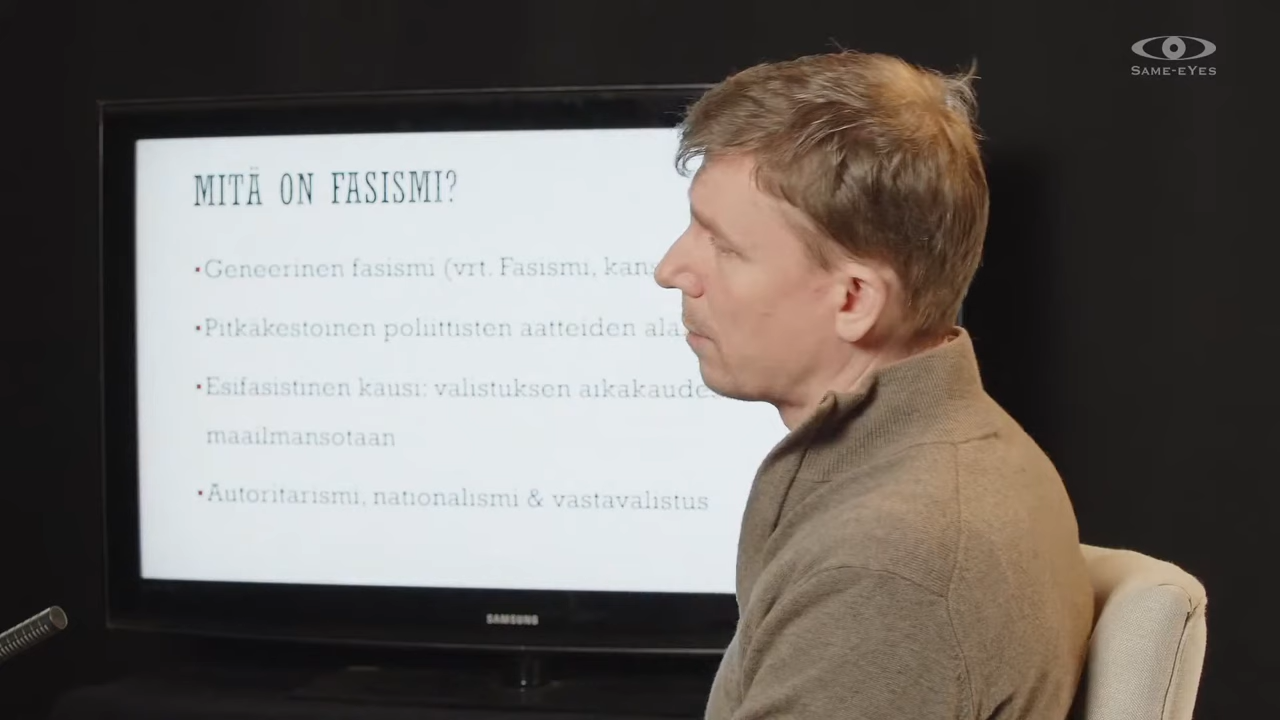 SAME-EYES
MITÄ ON FASISMI?
▪Geneerinen fasismi (vrt. Fasismi,
▪Pitkäkestoinen poliittisten aatteiden
▪Esifasistinen kausi: valistuksen
maailmansotaan
▪Autoritarismi, nationalismi & vastavalistus
SAMSUNG